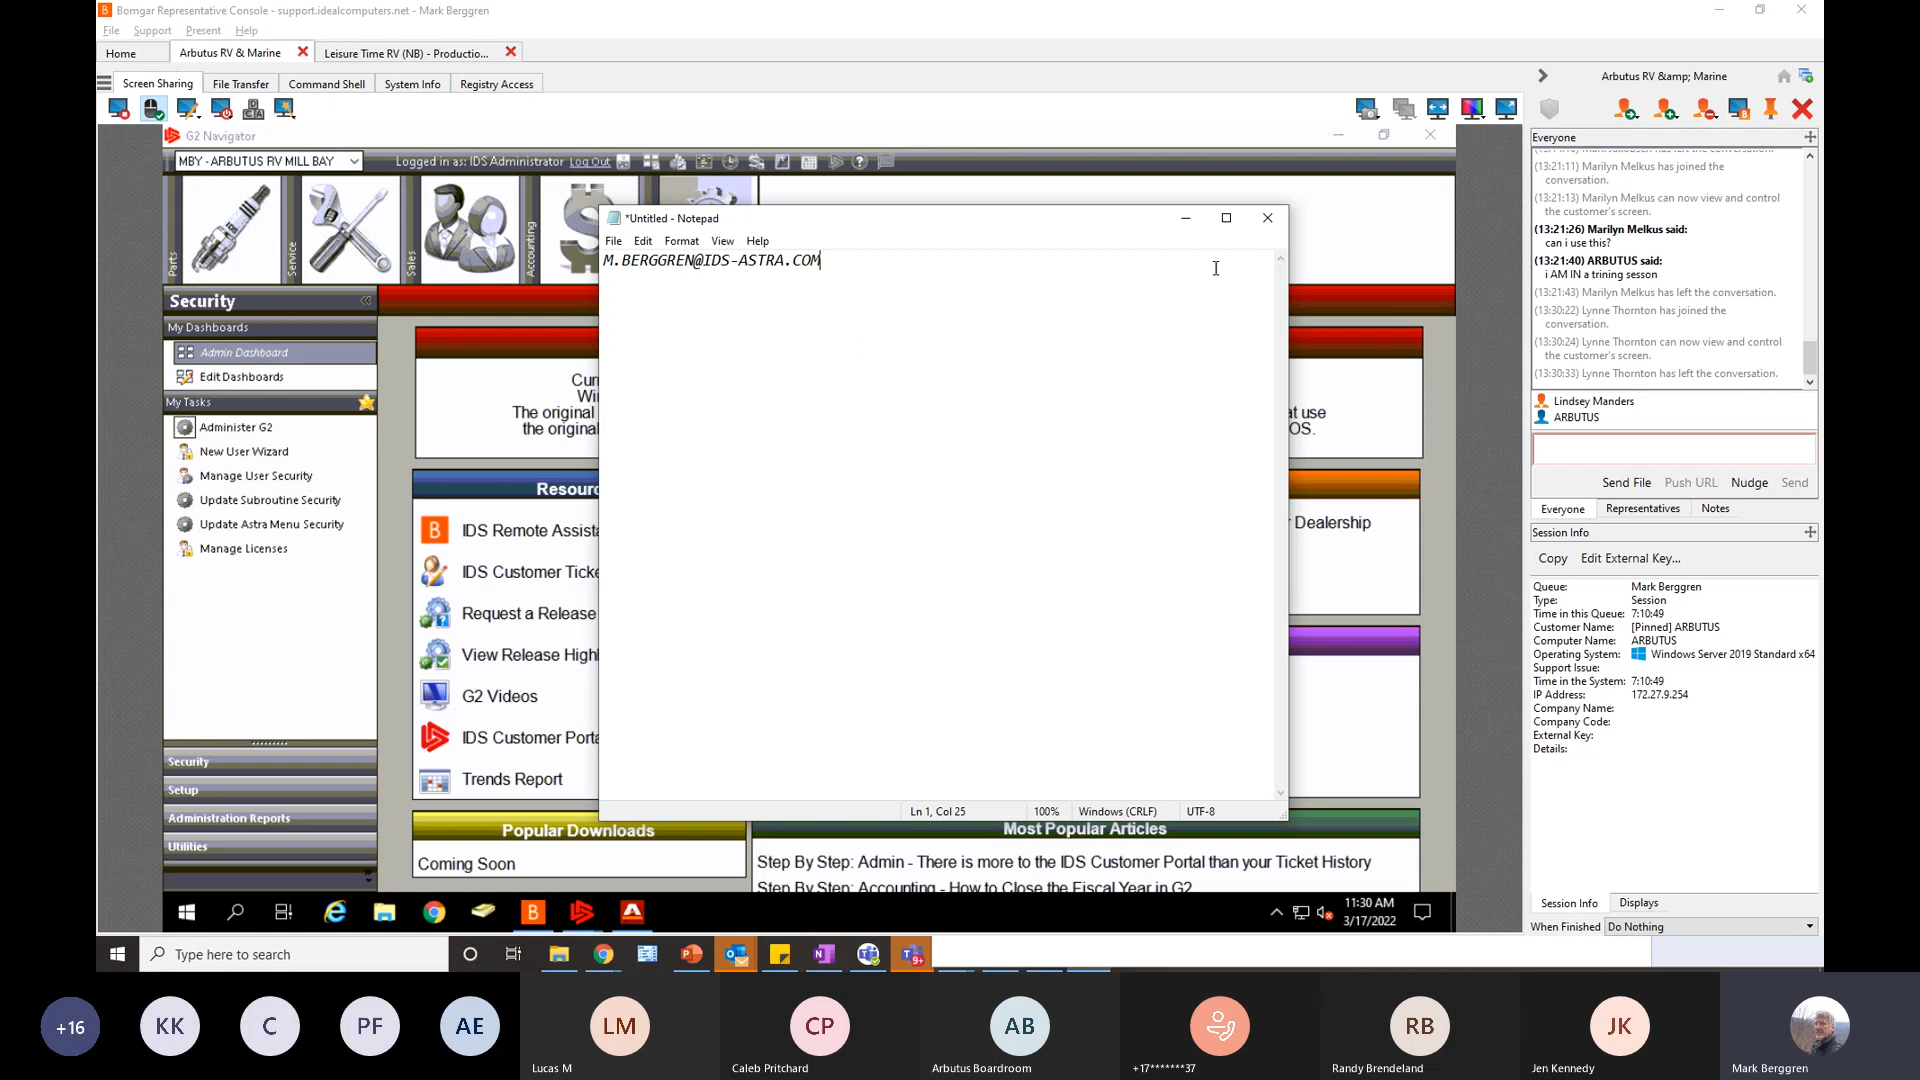 Bomgar Representative Console - support.idealcomputers.net - Mark Berggren
File Support Present Help
Home Arbutus RV & Marine Leisure Time RV (NB) - Productio...
Screen Sharing File Transfer Command Shell System Info Registry Access
G2 Navigator
MBY - ARBUTUS RV MILL BAY Logged in as: IDS Administrator Log Out
Parts Service Sales Accounting
Security
My Dashboards
Admin Dashboard
Edit Dashboards
My Tasks
Administer G2
New User Wizard
Manage User Security
Update Subroutine Security
Update Astra Menu Security
Manage Licenses
Security
Setup
Administration Reports
Utilities
The original
the original
at use
OS.
Resour
IDS Remote Assist
IDS Customer Ticke
Request a Release
View Release High
G2 Videos
IDS Customer Porta
Trends Report
Dealership
Popular Downloads
Coming Soon
Most Popular Articles
Step By Step: Admin - There is more to the IDS Customer Portal than your Ticket History
Step By Step: Accounting - How to Close the Fiscal Year in G2
*Untitled - Notepad
File Edit Format View Help
M.BERGGREN@IDS-ASTRA.COM
Ln 1, Col 25 100% Windows (CRLF) UTF-8
11:30 AM
3/17/2022
Arbutus RV &amp; Marine
Everyone
(13:21:11) Marilyn Melkus has joined the
conversation.
(13:21:13) Marilyn Melkus can now view and control
the customer's screen.
(13:21:26) Marilyn Melkus said:
can i use this?
(13:21:40) ARBUTUS said:
i AM IN a trining sesson
(13:21:43) Marilyn Melkus has left the conversation.
(13:30:22) Lynne Thornton has joined the
conversation.
(13:30:24) Lynne Thornton can now view and control
the customer's screen.
(13:30:33) Lynne Thornton has left the conversation.
Lindsey Manders
ARBUTUS
Send File Push URL Nudge Send
Everyone Representatives Notes
Session Info
Copy Edit External Key...
Queue: Mark Berggren
Type: Session
Time in this Queue: 7:10:49
Customer Name: [Pinned] ARBUTUS
Computer Name: ARBUTUS
Operating System: Windows Server 2019 Standard x64
Support Issue:
Time in the System: 7:10:49
IP Address: 172.27.9.254
Company Name:
Company Code:
External Key:
Details:
Session Info Displays
When Finished Do Nothing
Type here to search
9+
+16 KK C PF AE LM CP AB RB JK
Lucas M Caleb Pritchard Arbutus Boardroom +17*******37 Randy Brendeland Jen Kennedy Mark Berggren